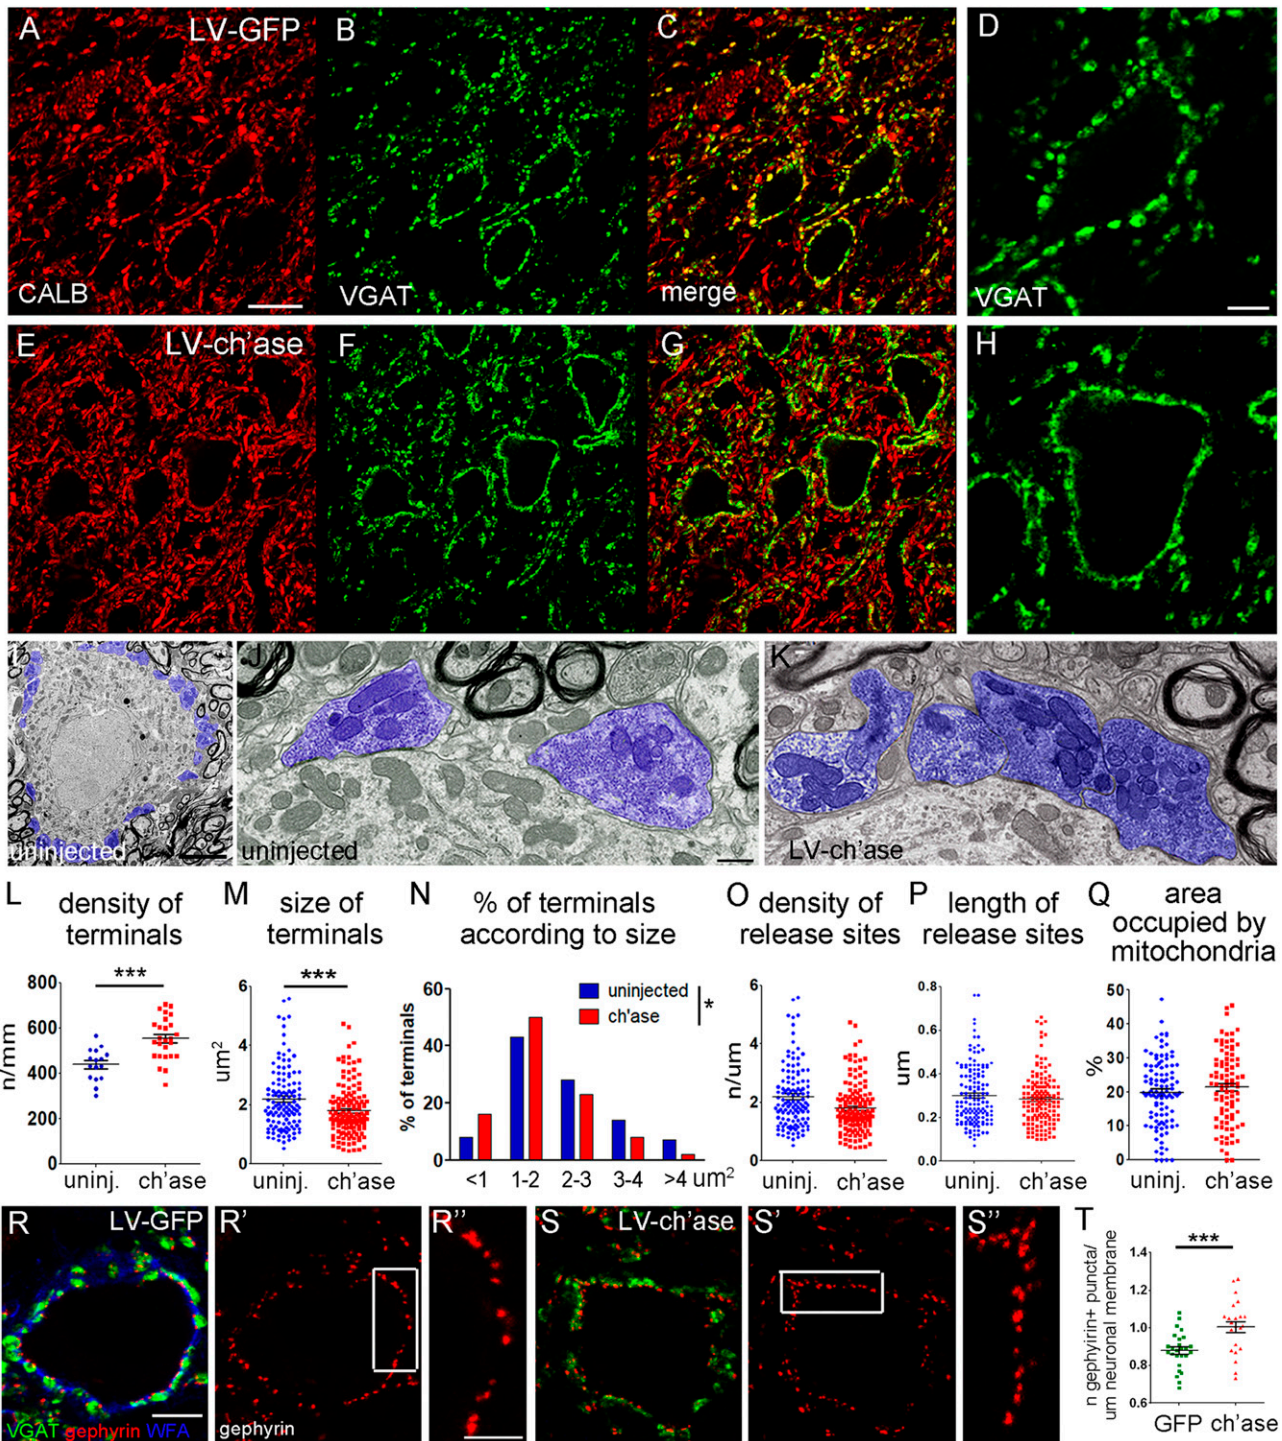 A LV-GFP B C D
CALB VGAT merge VGAT
E LV-ch'ase F G H
J K
uninjected uninjected LV-ch'ase
L density of terminals
M size of terminals
N % of terminals according to size
O density of release sites
P length of release sites
Q area occupied by mitochondria
***
800
600
400
200
0
n/mm
uninj. ch'ase
***
6
4
2
0
um²
uninj. ch'ase
60
40
20
0
% of terminals
uninjected
ch'ase
*
<1 1-2 2-3 3-4 >4 um²
6
4
2
0
n/um
uninj. ch'ase
0.8
0.6
0.4
0.2
0.0
um
uninj. ch'ase
50
40
30
20
10
0
%
uninj. ch'ase
R LV-GFP R' R'' S LV-ch'ase S' S'' T
VGAT gephyrin WFA
gephyrin
***
1.4
1.2
1.0
0.8
0.6
n gephyirin+ puncta/
um neuronal membrane
GFP ch'ase